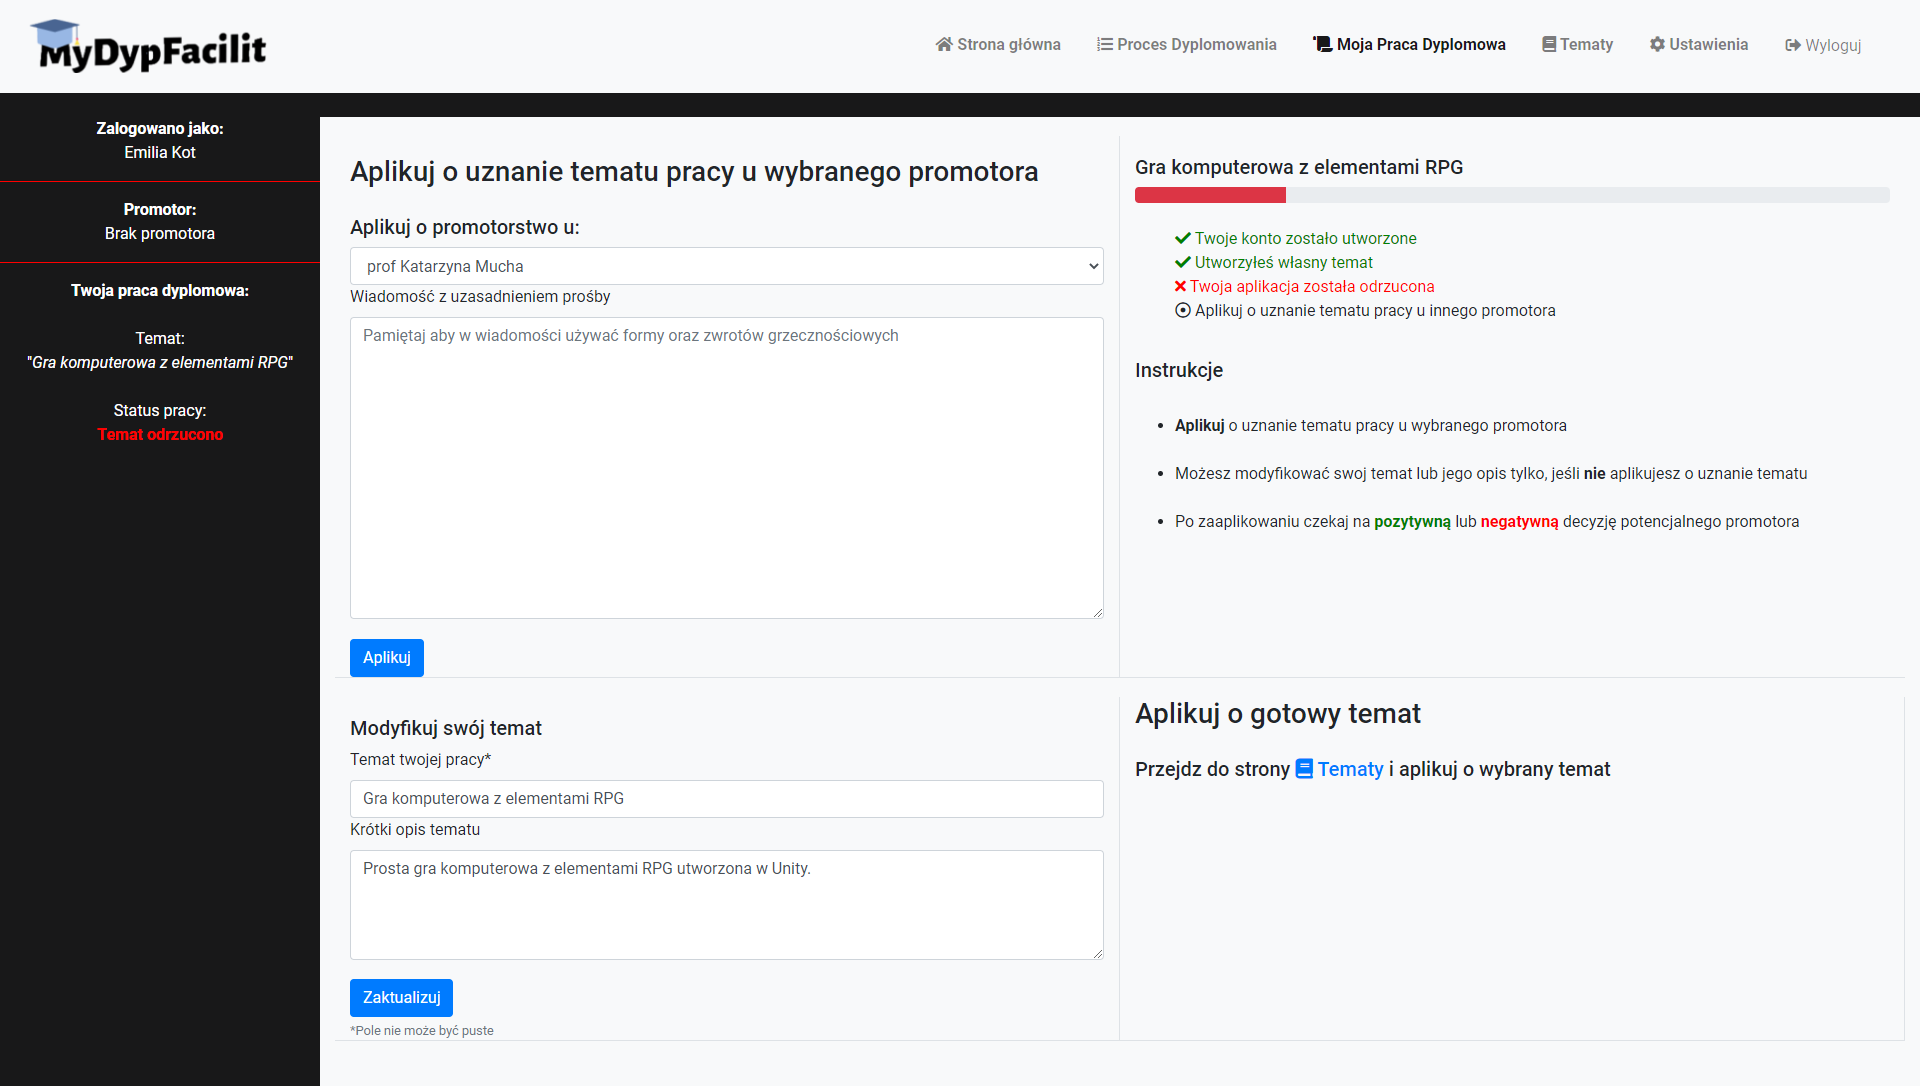 MyDypFacilit
Strona główna
Proces Dyplomowania
Moja Praca Dyplomowa
Tematy
Ustawienia
Wyloguj
Zalogowano jako:
Emilia Kot
Promotor:
Brak promotora
Twoja praca dyplomowa:
Temat:
"Gra komputerowa z elementami RPG"
Status pracy:
Temat odrzucono
Aplikuj o uznanie tematu pracy u wybranego promotora
Aplikuj o promotorstwo u:
prof Katarzyna Mucha
Wiadomość z uzasadnieniem prośby
Pamiętaj aby w wiadomości używać formy oraz zwrotów grzecznościowych
Aplikuj
Gra komputerowa z elementami RPG
Twoje konto zostało utworzone
Utworzyłeś własny temat
Twoja aplikacja została odrzucona
Aplikuj o uznanie tematu pracy u innego promotora
Instrukcje
Aplikuj o uznanie tematu pracy u wybranego promotora
Możesz modyfikować swoj temat lub jego opis tylko, jeśli nie aplikujesz o uznanie tematu
Po zaaplikowaniu czekaj na pozytywną lub negatywną decyzję potencjalnego promotora
Modyfikuj swój temat
Temat twojej pracy*
Gra komputerowa z elementami RPG
Krótki opis tematu
Prosta gra komputerowa z elementami RPG utworzona w Unity.
Zaktualizuj
*Pole nie może być puste
Aplikuj o gotowy temat
Przejdz do strony Tematy i aplikuj o wybrany temat